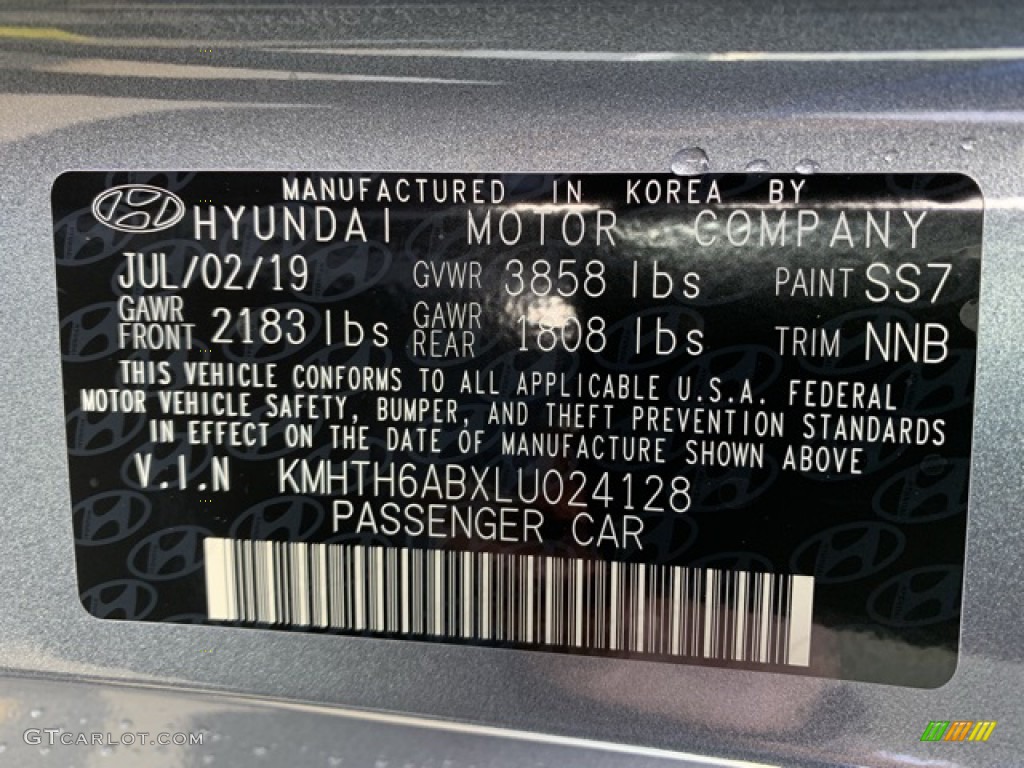 MANUFACTURED IN KOREA BY
HYUNDAI MOTOR COMPANY
JUL/02/19 GVWR 3858 lbs PAINT SS7
GAWR FRONT 2183 lbs GAWR REAR 1808 lbs TRIM NNB
THIS VEHICLE CONFORMS TO ALL APPLICABLE U.S.A. FEDERAL
MOTOR VEHICLE SAFETY, BUMPER, AND THEFT PREVENTION STANDARDS
IN EFFECT ON THE DATE OF MANUFACTURE SHOWN ABOVE
V.I.N KMHTH6ABXLU024128
PASSENGER CAR
GTCARLOT.COM